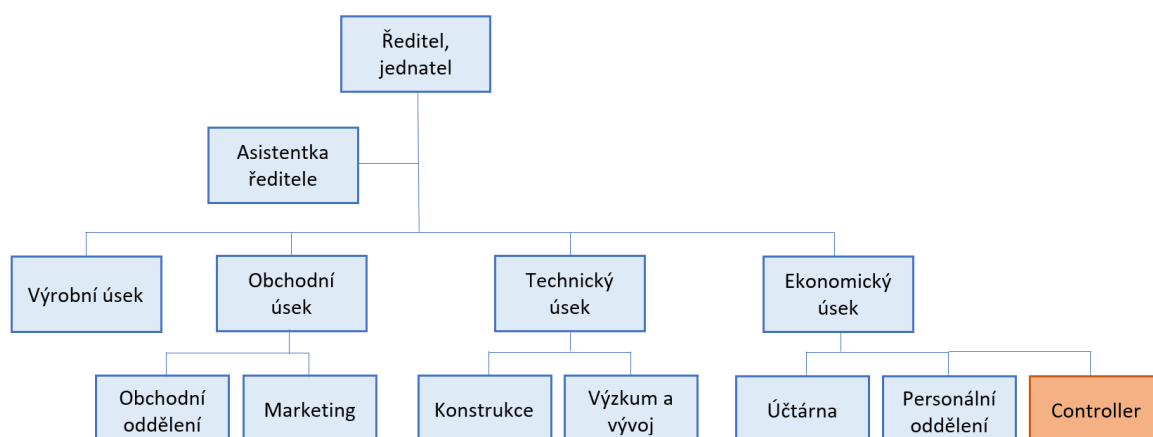 Ředitel,
jednatel
Asistentka
ředitele
Výrobní úsek
Obchodní
úsek
Technický
úsek
Ekonomický
úsek
Obchodní
oddělení
Marketing
Konstrukce
Výzkum a
vývoj
Účtárna
Personální
oddělení
Controller